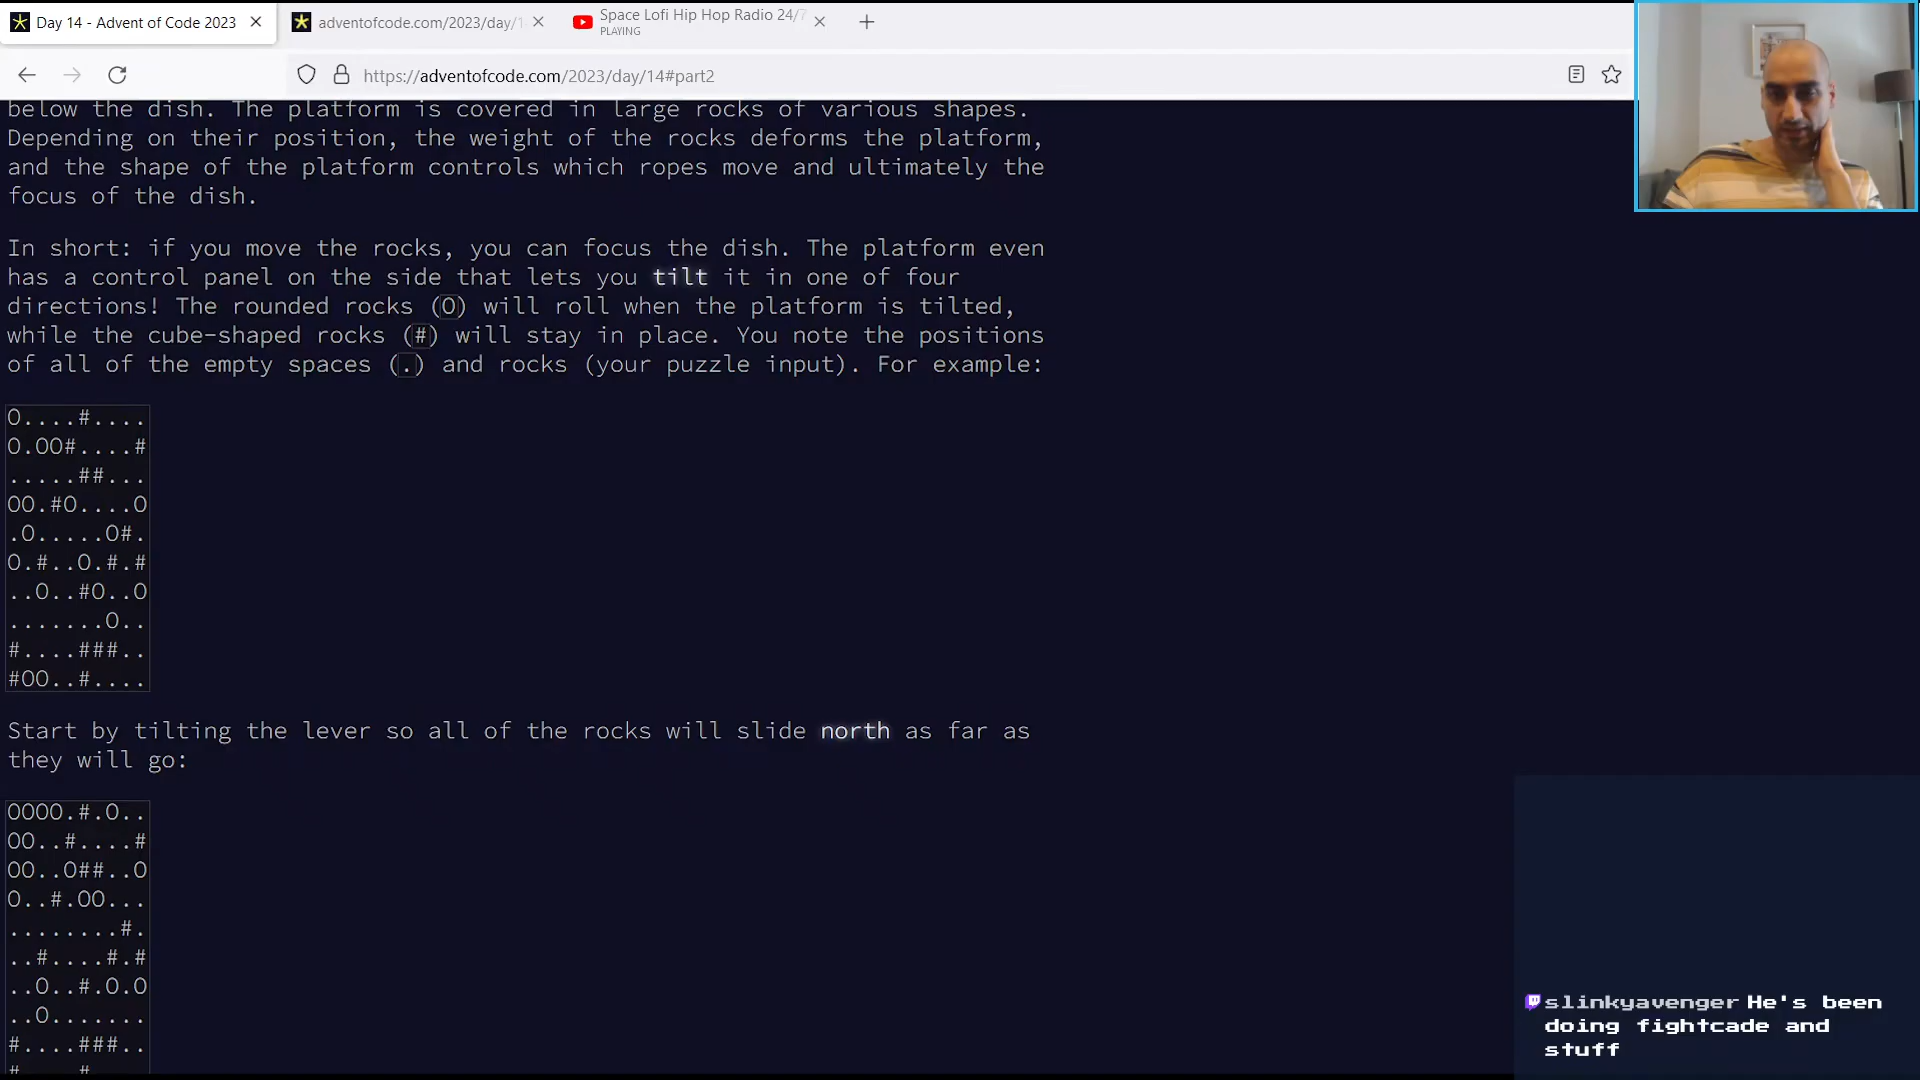 Day 14 - Advent of Code 2023
adventofcode.com/2023/day/1
Space Lofi Hip Hop Radio 24/7
PLAYING
https://adventofcode.com/2023/day/14#part2
below the dish. The platform is covered in large rocks of various shapes.
Depending on their position, the weight of the rocks deforms the platform,
and the shape of the platform controls which ropes move and ultimately the
focus of the dish.
In short: if you move the rocks, you can focus the dish. The platform even
has a control panel on the side that lets you tilt it in one of four
directions! The rounded rocks (O) will roll when the platform is tilted,
while the cube-shaped rocks (#) will stay in place. You note the positions
of all of the empty spaces (.) and rocks (your puzzle input). For example:
O....#....
O.OO#....#
.....##...
OO.#O....O
.O.....O#.
O.#..O.#.#
..O..#O..O
.......O..
#....###..
#OO..#....
Start by tilting the lever so all of the rocks will slide north as far as
they will go:
OOOO.#.O..
OO..#....#
OO..O##..O
O..#.OO...
........#.
..#....#.#
..O..#.O.O
..O.......
#....###..
#....#....
slinkyavenger He's been
doing fightcade and
stuff